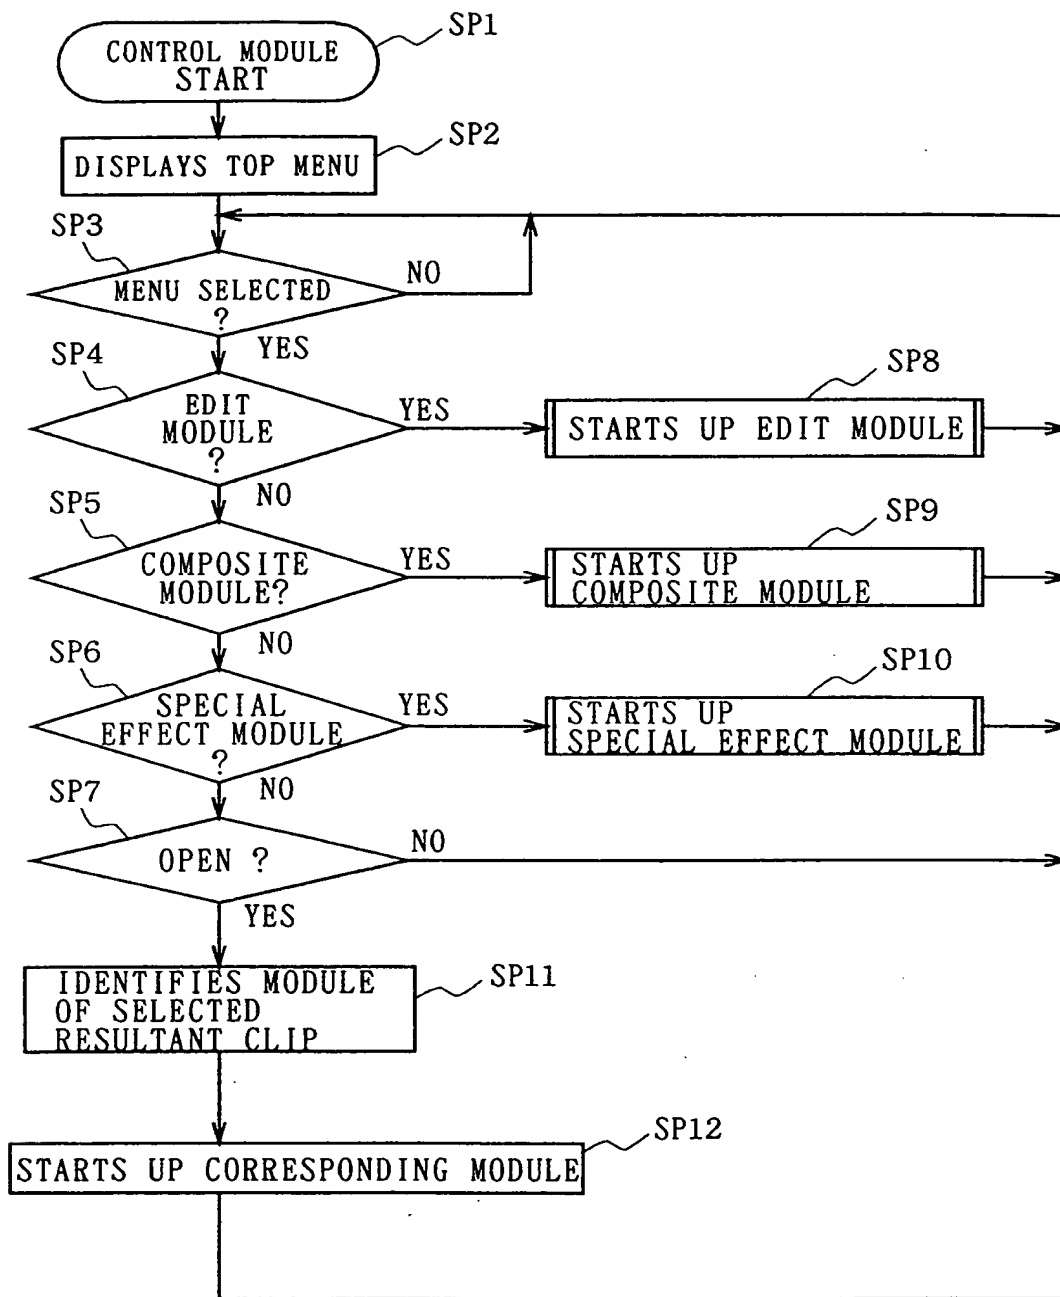 SP1
CONTROL MODULE
START
SP2
DISPLAYS TOP MENU
SP3
MENU SELECTED
?
NO
YES
SP4
EDIT
MODULE
?
YES
NO
SP8
STARTS UP EDIT MODULE
SP5
COMPOSITE
MODULE?
YES
NO
SP9
STARTS UP
COMPOSITE MODULE
SP6
SPECIAL
EFFECT MODULE
?
YES
NO
SP10
STARTS UP
SPECIAL EFFECT MODULE
SP7
OPEN ?
NO
YES
SP11
IDENTIFIES MODULE
OF SELECTED
RESULTANT CLIP
SP12
STARTS UP CORRESPONDING MODULE